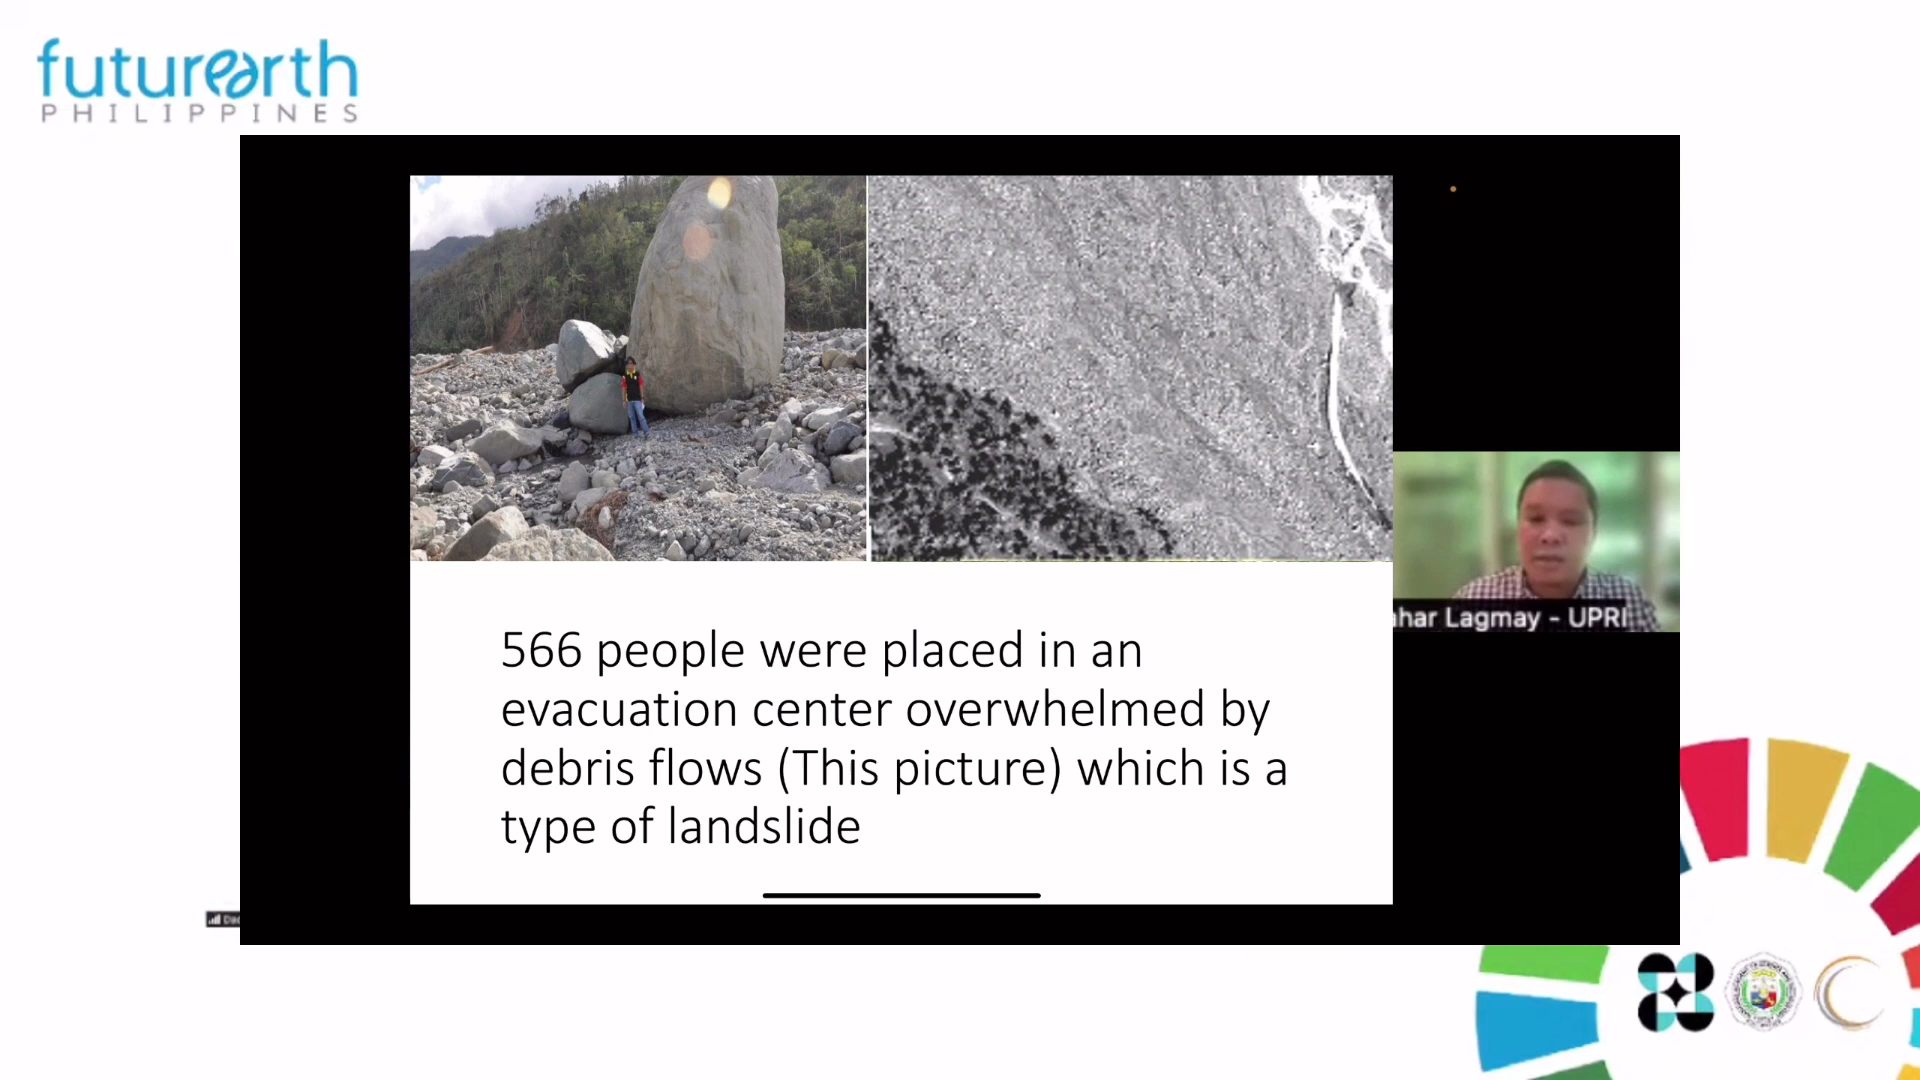 futurearth
PHILIPPINES
566 people were placed in an
evacuation center overwhelmed by
debris flows (This picture) which is a
type of landslide
ahar Lagmay - UPRI